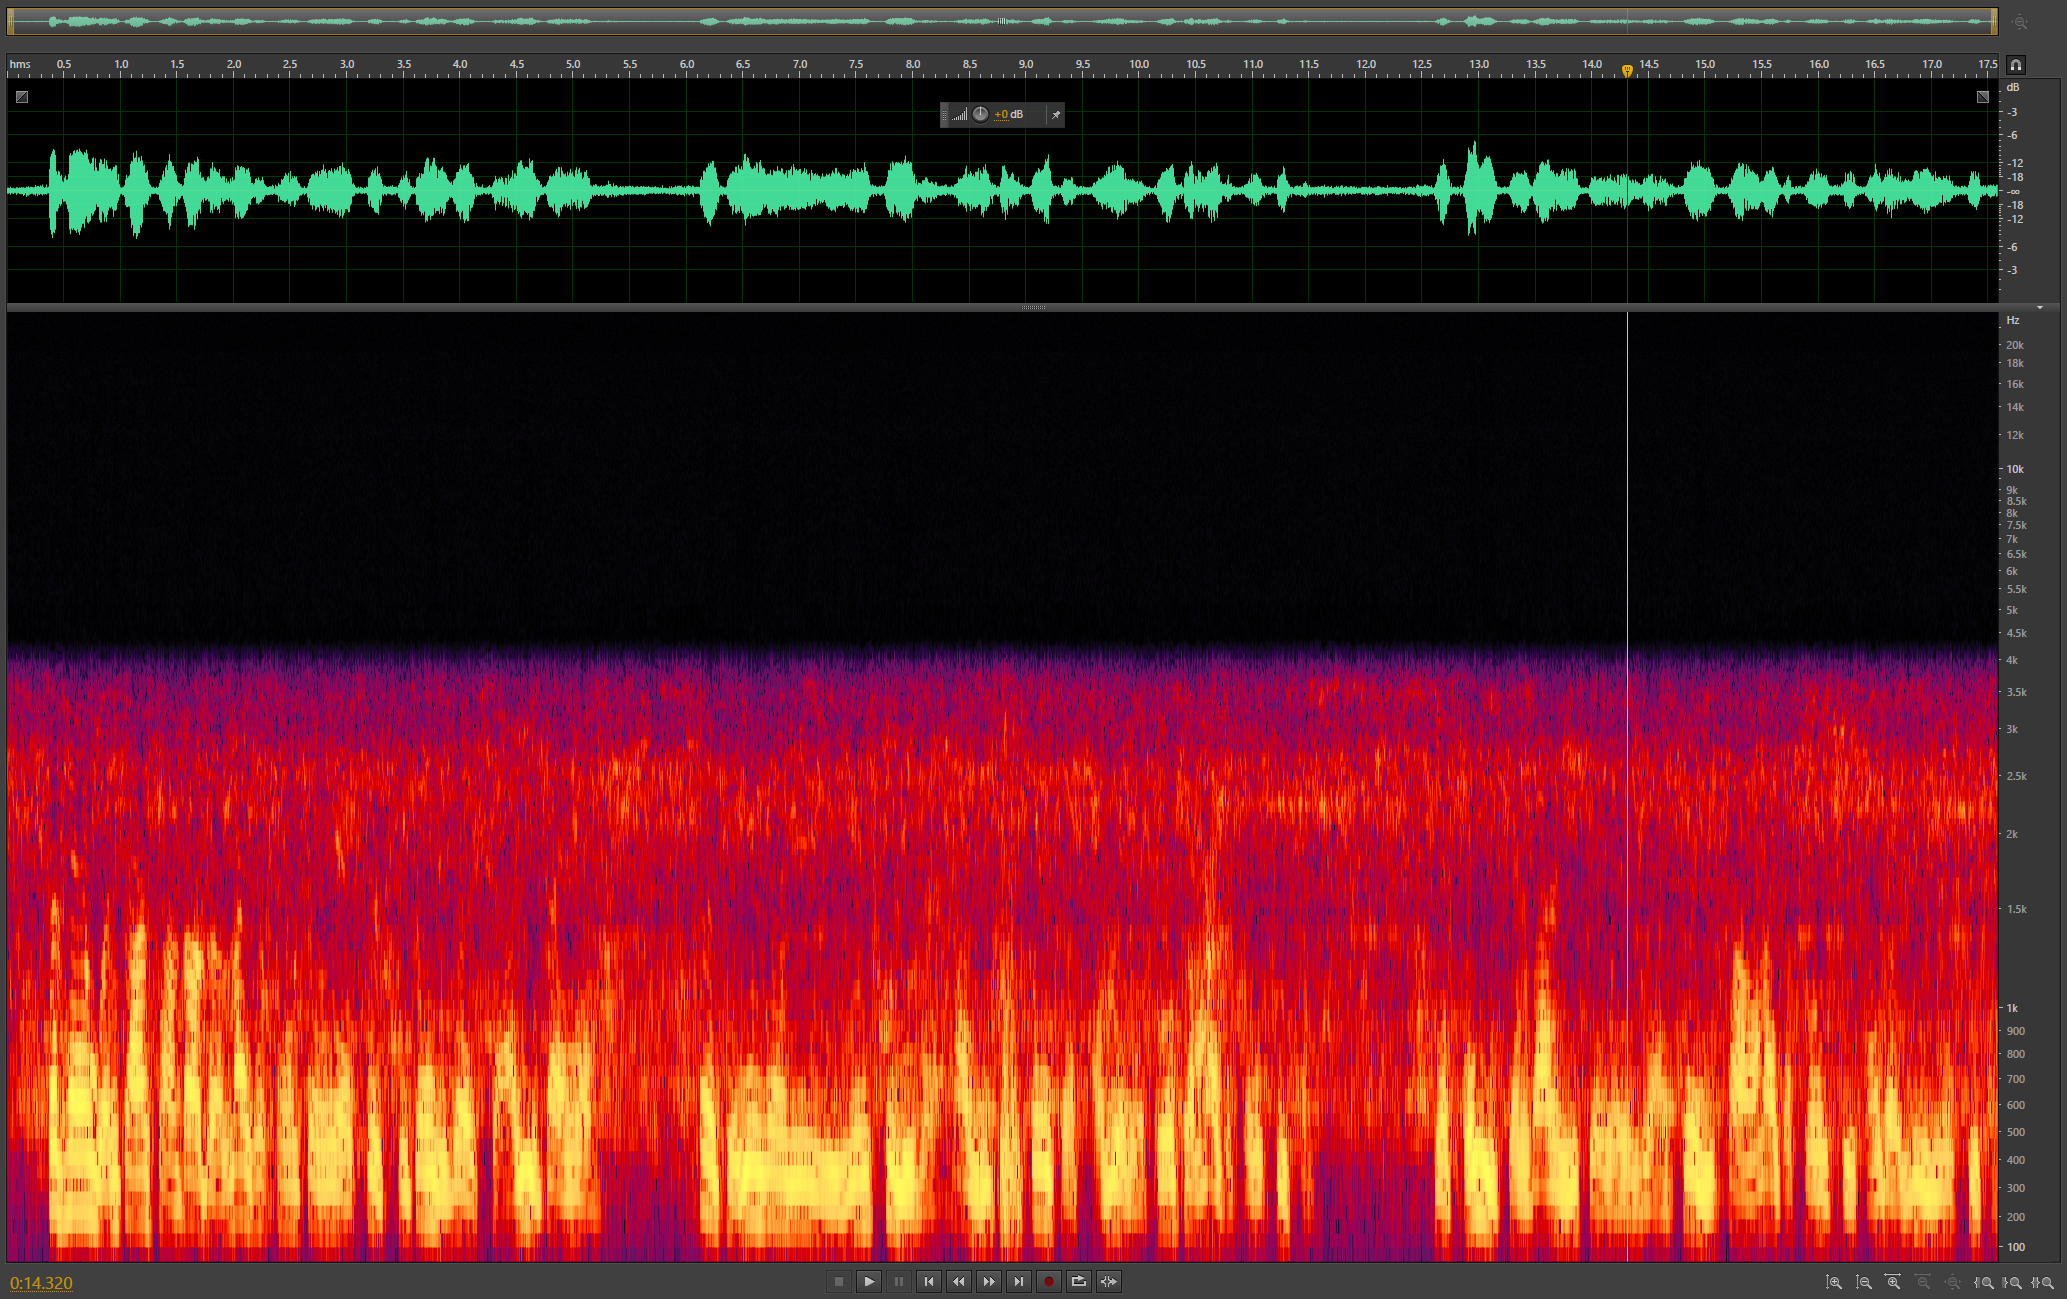 hms 0.5 1.0 1.5 2.0 2.5 3.0 3.5 4.0 4.5 5.0 5.5 6.0 6.5 7.0 7.5 8.0 8.5 9.0 9.5 10.0 10.5 11.0 11.5 12.0 12.5 13.0 13.5 14.0 14.5 15.0 15.5 16.0 16.5 17.0 17.5
dB
+0 dB
-3
-6
-12
-18
-∞
-18
-12
-6
-3
Hz
20k
18k
16k
14k
12k
10k
9k
8.5k
8k
7.5k
7k
6.5k
6k
5.5k
5k
4.5k
4k
3.5k
3k
2.5k
2k
1.5k
1k
900
800
700
600
500
400
300
200
100
0:14.320